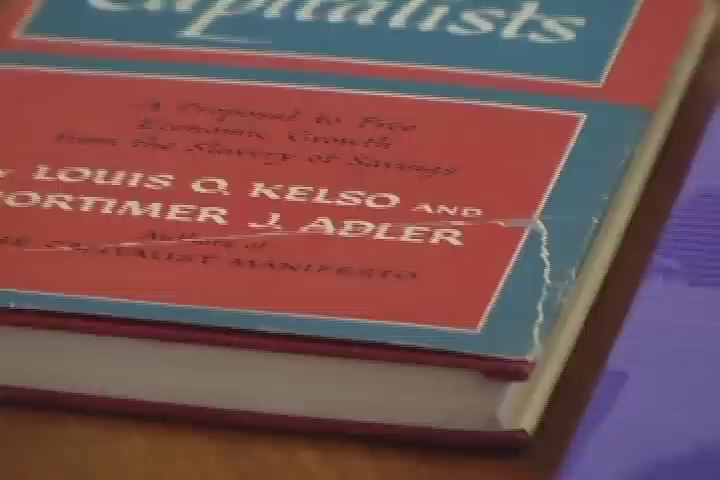 Capitalists
A Proposal to Free
Economic Growth
from the Slavery of Savings
LOUIS O. KELSO AND
MORTIMER J. ADLER
Authors of
THE CAPITALIST MANIFESTO